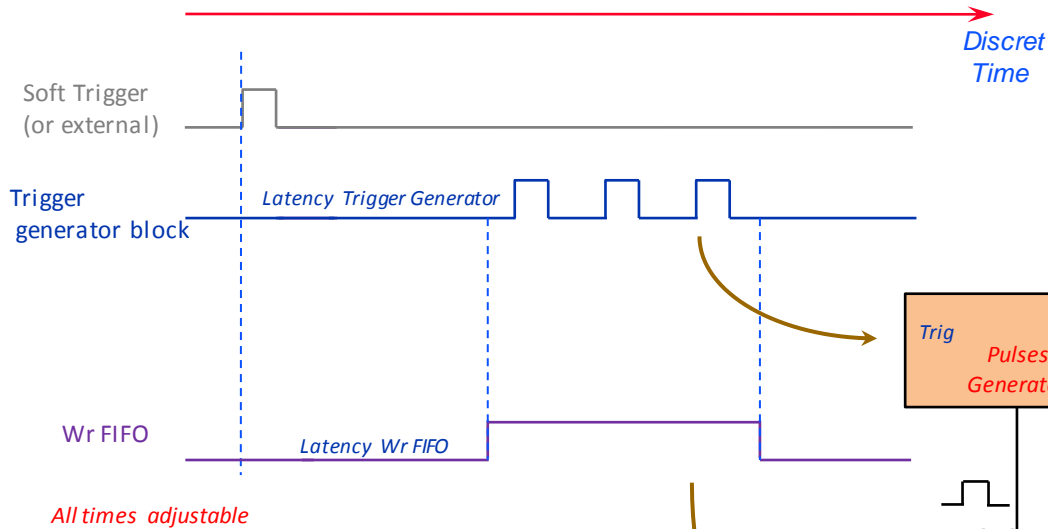 Discret
Time
Soft Trigger
(or external)
Trigger
generator block
Latency Trigger Generator
Trig
Pulses
Generat
Wr FIFO
Latency Wr FIFO
All times adjustable